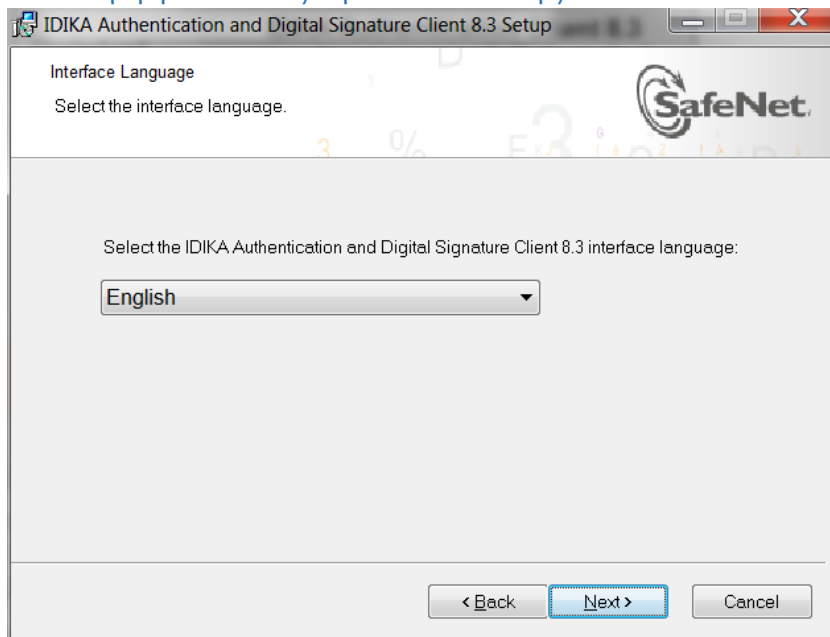 IDIKA Authentication and Digital Signature Client 8.3 Setup
Interface Language
Select the interface language.
SafeNet.
Select the IDIKA Authentication and Digital Signature Client 8.3 interface language:
English
< Back
Next >
Cancel